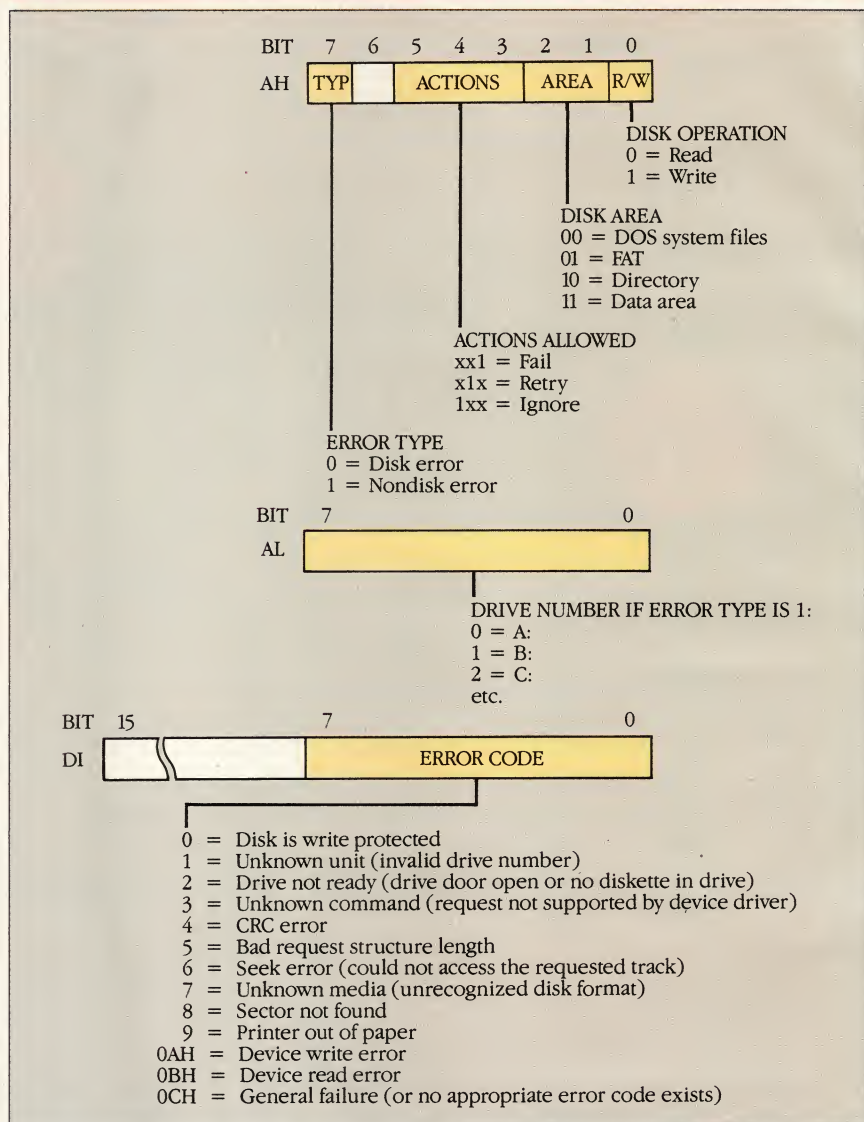 BIT 7 6 5 4 3 2 1 0
AH TYP ACTIONS AREA R/W
DISK OPERATION
0 = Read
1 = Write
DISK AREA
00 = DOS system files
01 = FAT
10 = Directory
11 = Data area
ACTIONS ALLOWED
xx1 = Fail
x1x = Retry
1xx = Ignore
ERROR TYPE
0 = Disk error
1 = Nondisk error
BIT 7 0
AL
DRIVE NUMBER IF ERROR TYPE IS 1:
0 = A:
1 = B:
2 = C:
etc.
BIT 15 7 0
DI ERROR CODE
0 = Disk is write protected
1 = Unknown unit (invalid drive number)
2 = Drive not ready (drive door open or no diskette in drive)
3 = Unknown command (request not supported by device driver)
4 = CRC error
5 = Bad request structure length
6 = Seek error (could not access the requested track)
7 = Unknown media (unrecognized disk format)
8 = Sector not found
9 = Printer out of paper
0AH = Device write error
0BH = Device read error
0CH = General failure (or no appropriate error code exists)